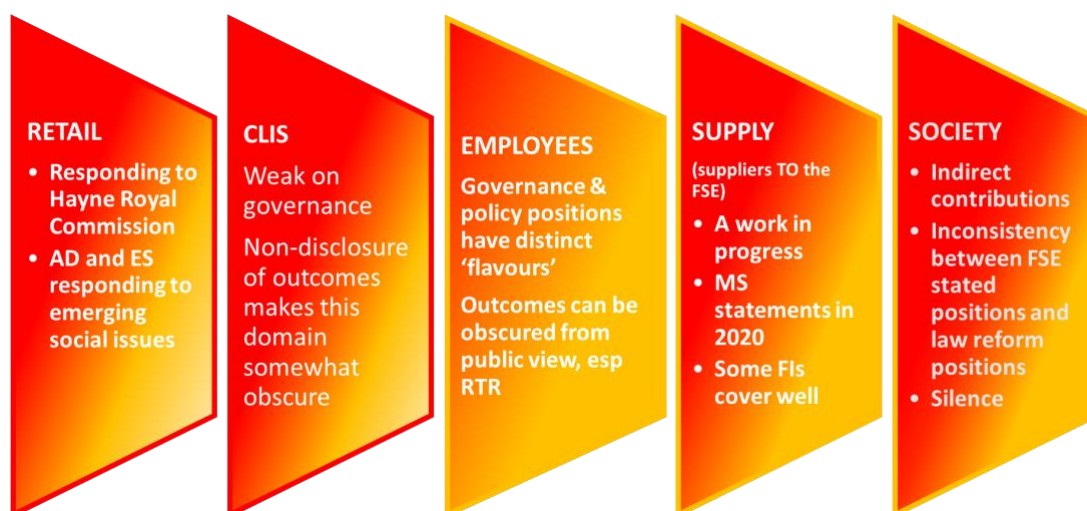 RETAIL
• Responding to
Hayne Royal
Commission
• AD and ES
responding to
emerging
social issues
CLIS
Weak on
governance
Non-disclosure
of outcomes
makes this
domain
somewhat
obscure
EMPLOYEES
Governance &
policy positions
have distinct
‘flavours’
Outcomes can be
obscured from
public view, esp
RTR
SUPPLY
(suppliers TO the
FSE)
• A work in
progress
• MS
statements in
2020
• Some FIs
cover well
SOCIETY
• Indirect
contributions
• Inconsistency
between FSE
stated
positions and
law reform
positions
• Silence